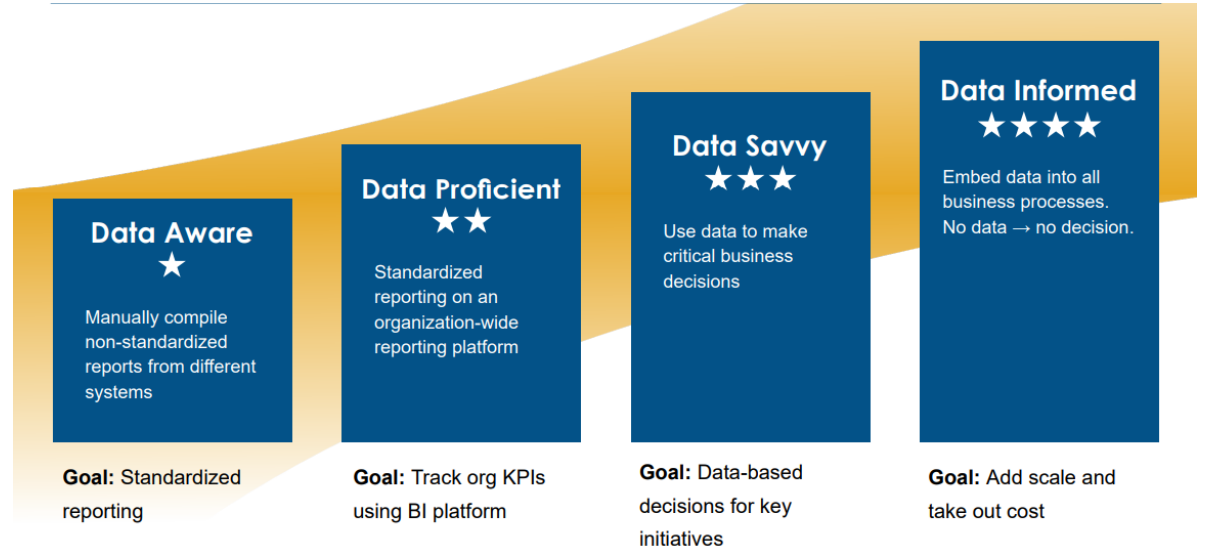 Data Aware
★
Manually compile
non-standardized
reports from different
systems
Goal: Standardized
reporting
Data Proficient
★★
Standardized
reporting on an
organization-wide
reporting platform
Goal: Track org KPIs
using BI platform
Data Savvy
★★★
Use data to make
critical business
decisions
Goal: Data-based
decisions for key
initiatives
Data Informed
★★★★
Embed data into all
business processes.
No data → no decision.
Goal: Add scale and
take out cost